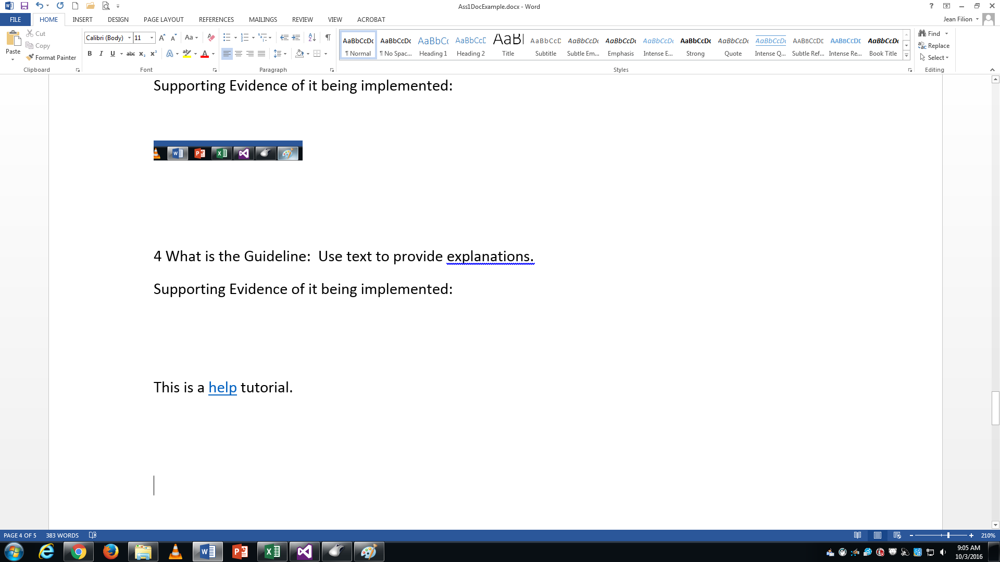 Ass1DocExample.docx - Word
FILE HOME INSERT DESIGN PAGE LAYOUT REFERENCES MAILINGS REVIEW VIEW ACROBAT Jean Filion
Paste Cut Copy Format Painter
Clipboard
Calibri (Body) 11
Font
Paragraph
AaBbCcDc AaBbCcDc AaBbCc AaBbCcD AaBl AaBbCcD AaBbCcDc AaBbCcDc AaBbCcDc AaBbCcDc AaBbCcDc AaBbCcDc AABBCCDE AABBCCDE AaBbCcDc
¶ Normal ¶ No Spac... Heading 1 Heading 2 Title Subtitle Subtle Em... Emphasis Intense E... Strong Quote Intense Q... Subtle Ref... Intense Re... Book Title
Styles
Find
Replace
Select
Editing
Supporting Evidence of it being implemented:
4 What is the Guideline:  Use text to provide explanations.
Supporting Evidence of it being implemented:
This is a help tutorial.
PAGE 4 OF 5 383 WORDS 210%
9:05 AM
10/3/2016